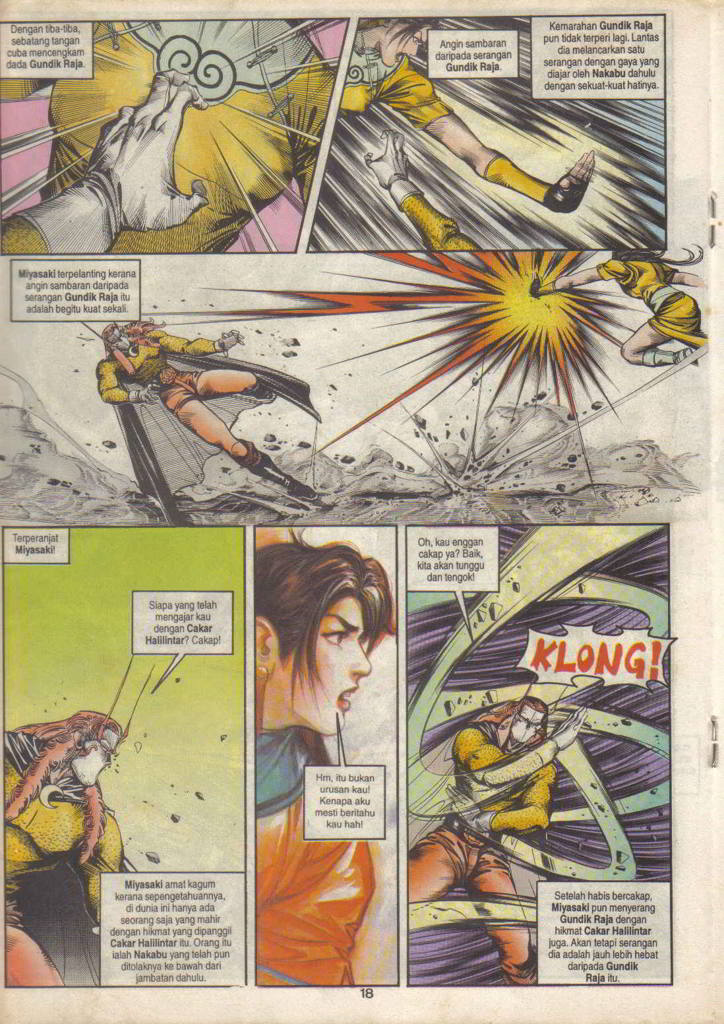 Dengan tiba-tiba,
sebatang tangan
cuba mencengkam
dada Gundik Raja.
Angin sambaran
daripada serangan
Gundik Raja.
Kemarahan Gundik Raja
pun tidak terperi lagi. Lantas
dia melancarkan satu
serangan dengan gaya yang
diajar oleh Nakabu dahulu
dengan sekuat-kuat hatinya.
Miyasaki terpelanting kerana
angin sambaran daripada
serangan Gundik Raja itu
adalah begitu kuat sekali.
Terperanjat
Miyasaki!
Siapa yang telah
mengajar kau
dengan Cakar
Halilintar? Cakap!
Miyasaki amat kagum
kerana sepengetahuannya,
di dunia ini hanya ada
seorang saja yang mahir
dengan hikmat yang dipanggil
Cakar Halilintar itu. Orang itu
ialah Nakabu yang telah pun
ditolaknya ke bawah dari
jambatan dahulu.
Hm, itu bukan
urusan kau!
Kenapa aku
mesti beritahu
kau hah!
Oh, kau enggan
cakap ya? Baik,
kita akan tunggu
dan tengok!
KLONG!
Setelah habis bercakap,
Miyasaki pun menyerang
Gundik Raja dengan
hikmat Cakar Halilintar
juga. Akan tetapi serangan
dia adalah jauh lebih hebat
daripada Gundik
Raja itu.
18